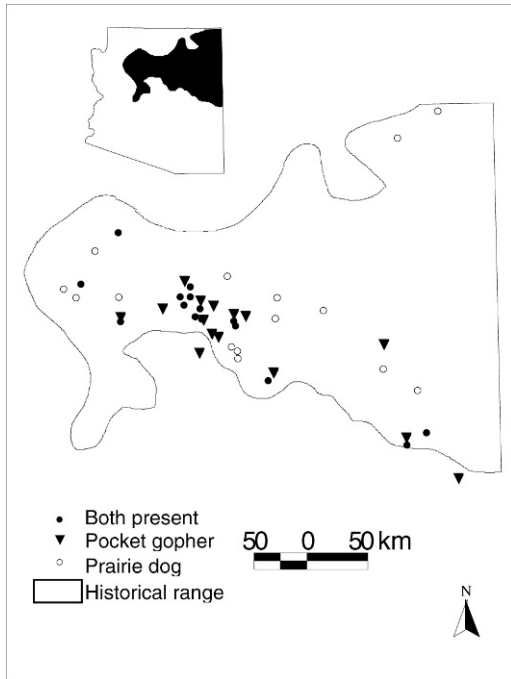 Both present
Pocket gopher
Prairie dog
Historical range
50 0 50 km
N